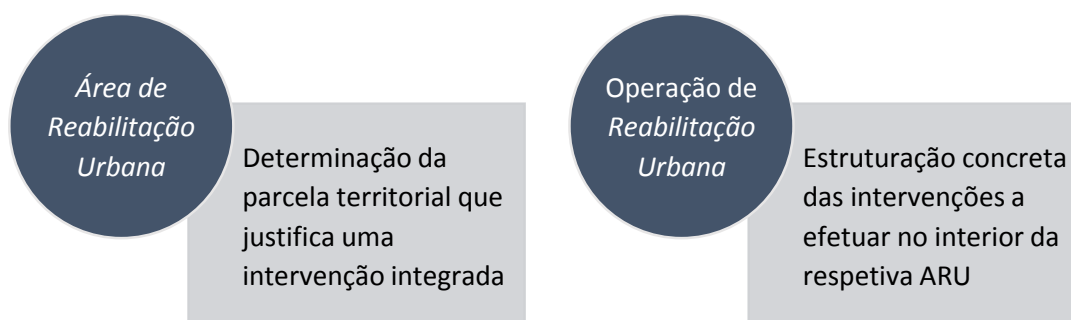 Área de
Reabilitação
Urbana
Determinação da
parcela territorial que
justifica uma
intervenção integrada
Operação de
Reabilitação
Urbana
Estruturação concreta
das intervenções a
efetuar no interior da
respetiva ARU